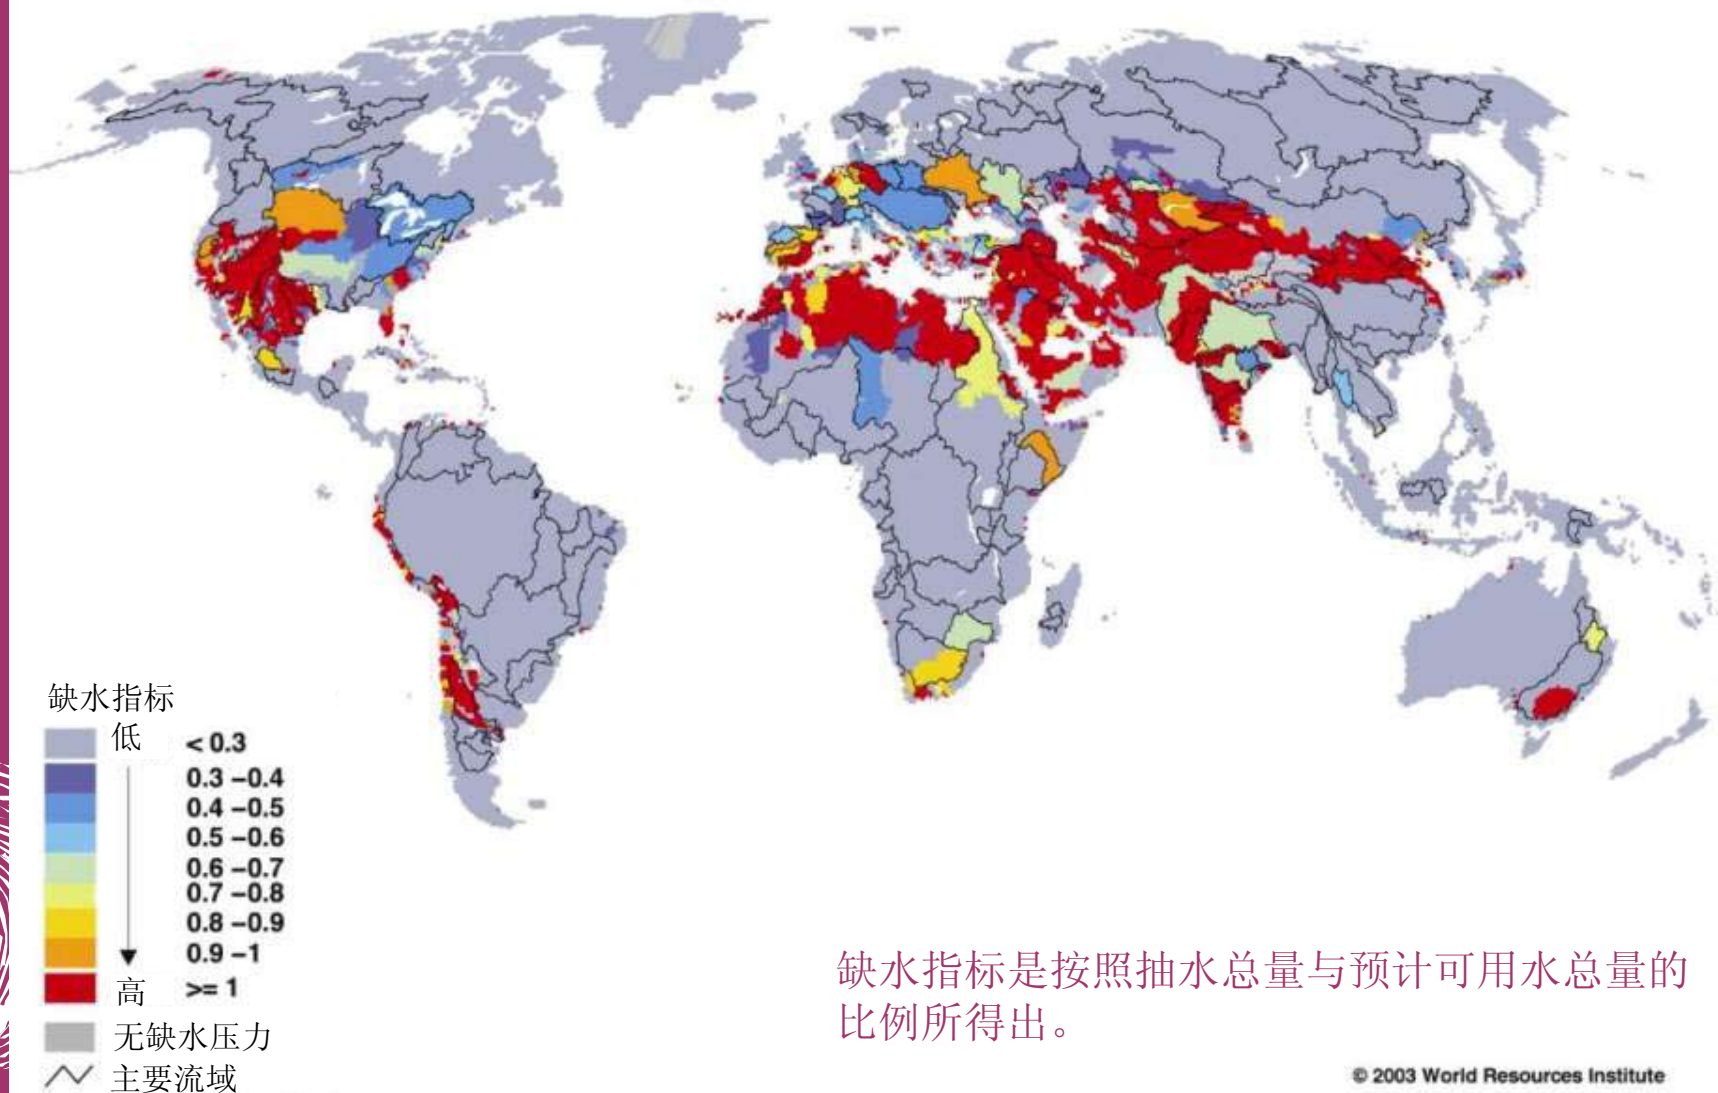 缺水指标
低
< 0.3
0.3 –0.4
0.4 –0.5
0.5 –0.6
0.6 –0.7
0.7 –0.8
0.8 –0.9
0.9 –1
高
>= 1
无缺水压力
主要流域
缺水指标是按照抽水总量与预计可用水总量的
比例所得出。
© 2003 World Resources Institute